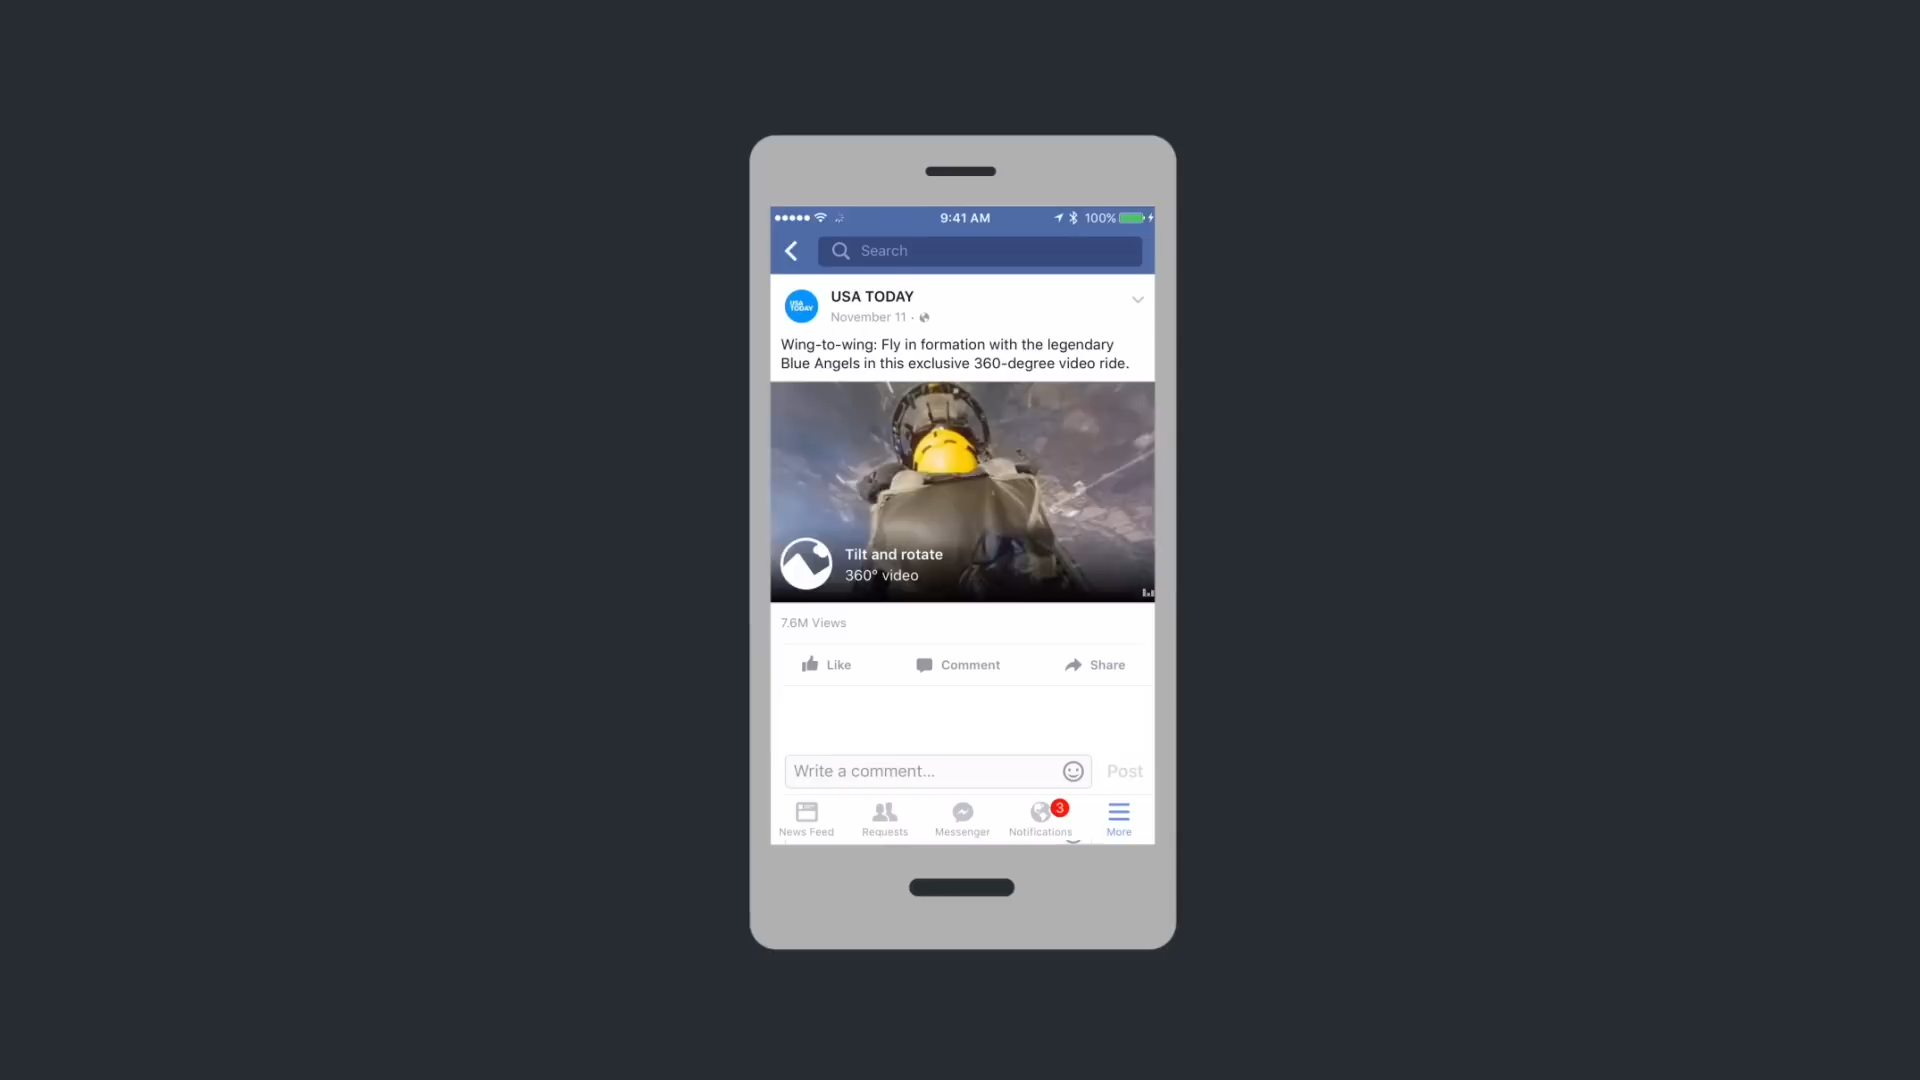 9:41 AM 100%
Search
USA TODAY
USA TODAY
November 11 ·
Wing-to-wing: Fly in formation with the legendary
Blue Angels in this exclusive 360-degree video ride.
Tilt and rotate
360° video
7.6M Views
Like Comment Share
Write a comment... Post
3
News Feed Requests Messenger Notifications More